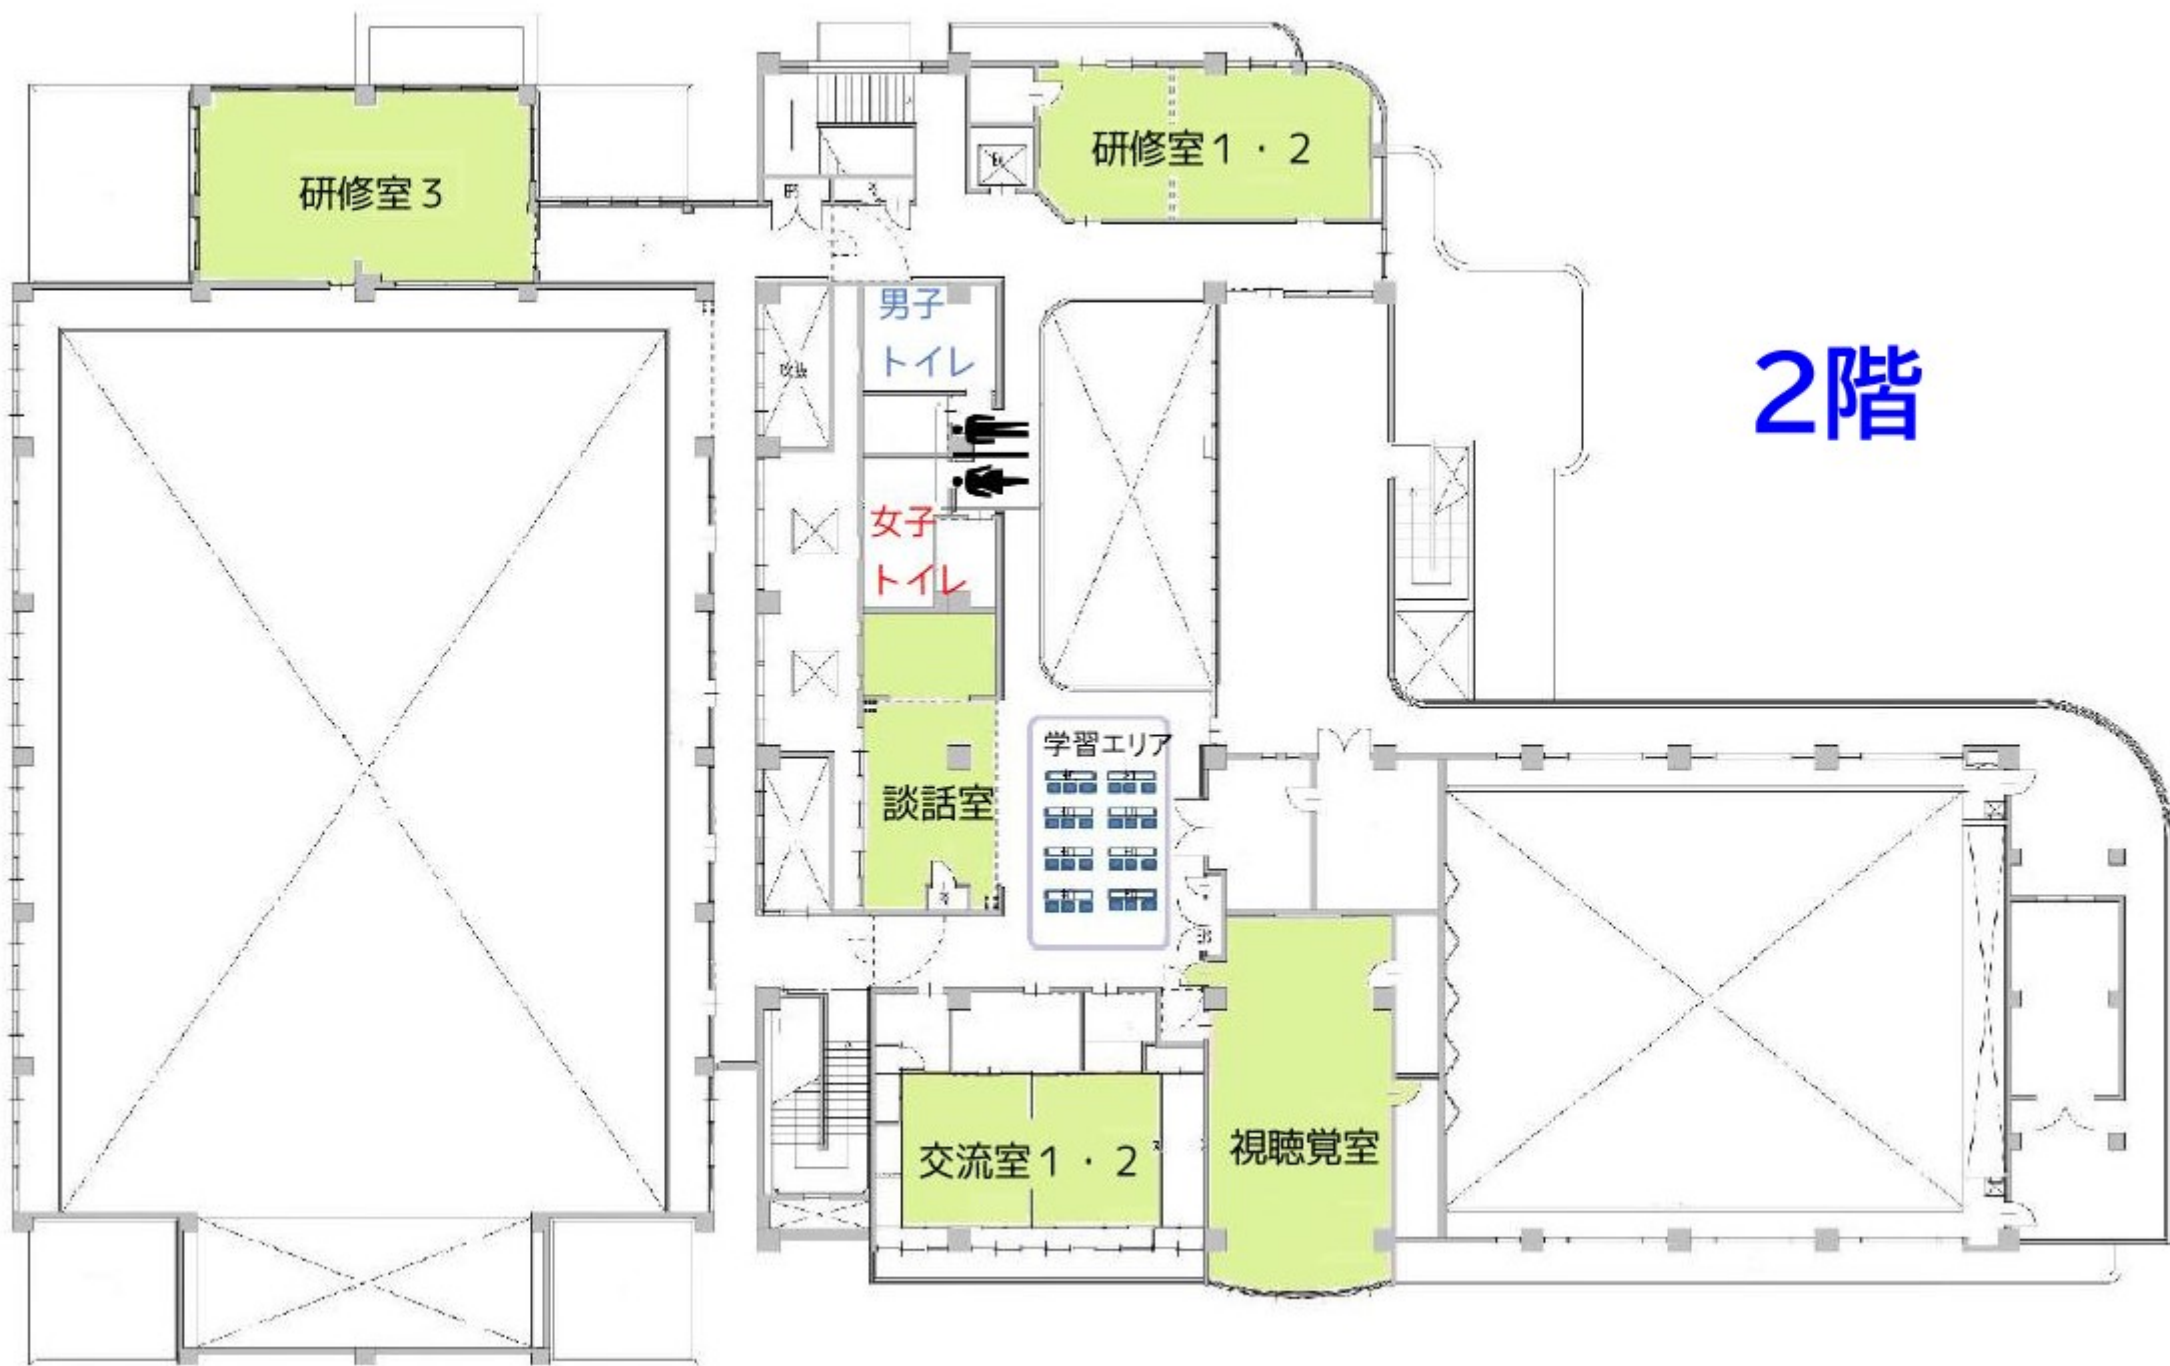 研修室1・2
研修室3
男子
トイレ
2階
吹抜
女子
トイレ
学習エリア
談話室
交流室1・2
視聴覚室